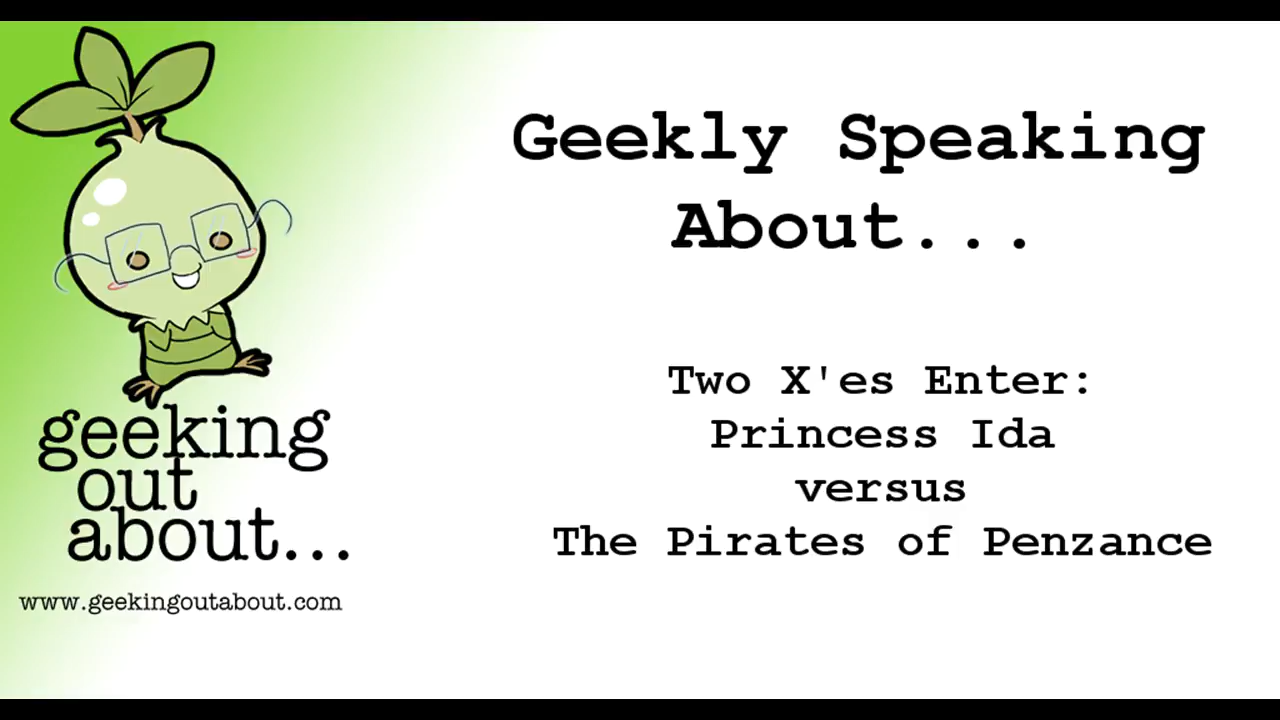 Geekly Speaking
About...
Two X'es Enter:
Princess Ida
versus
The Pirates of Penzance
geeking
out
about...
www.geekingoutabout.com